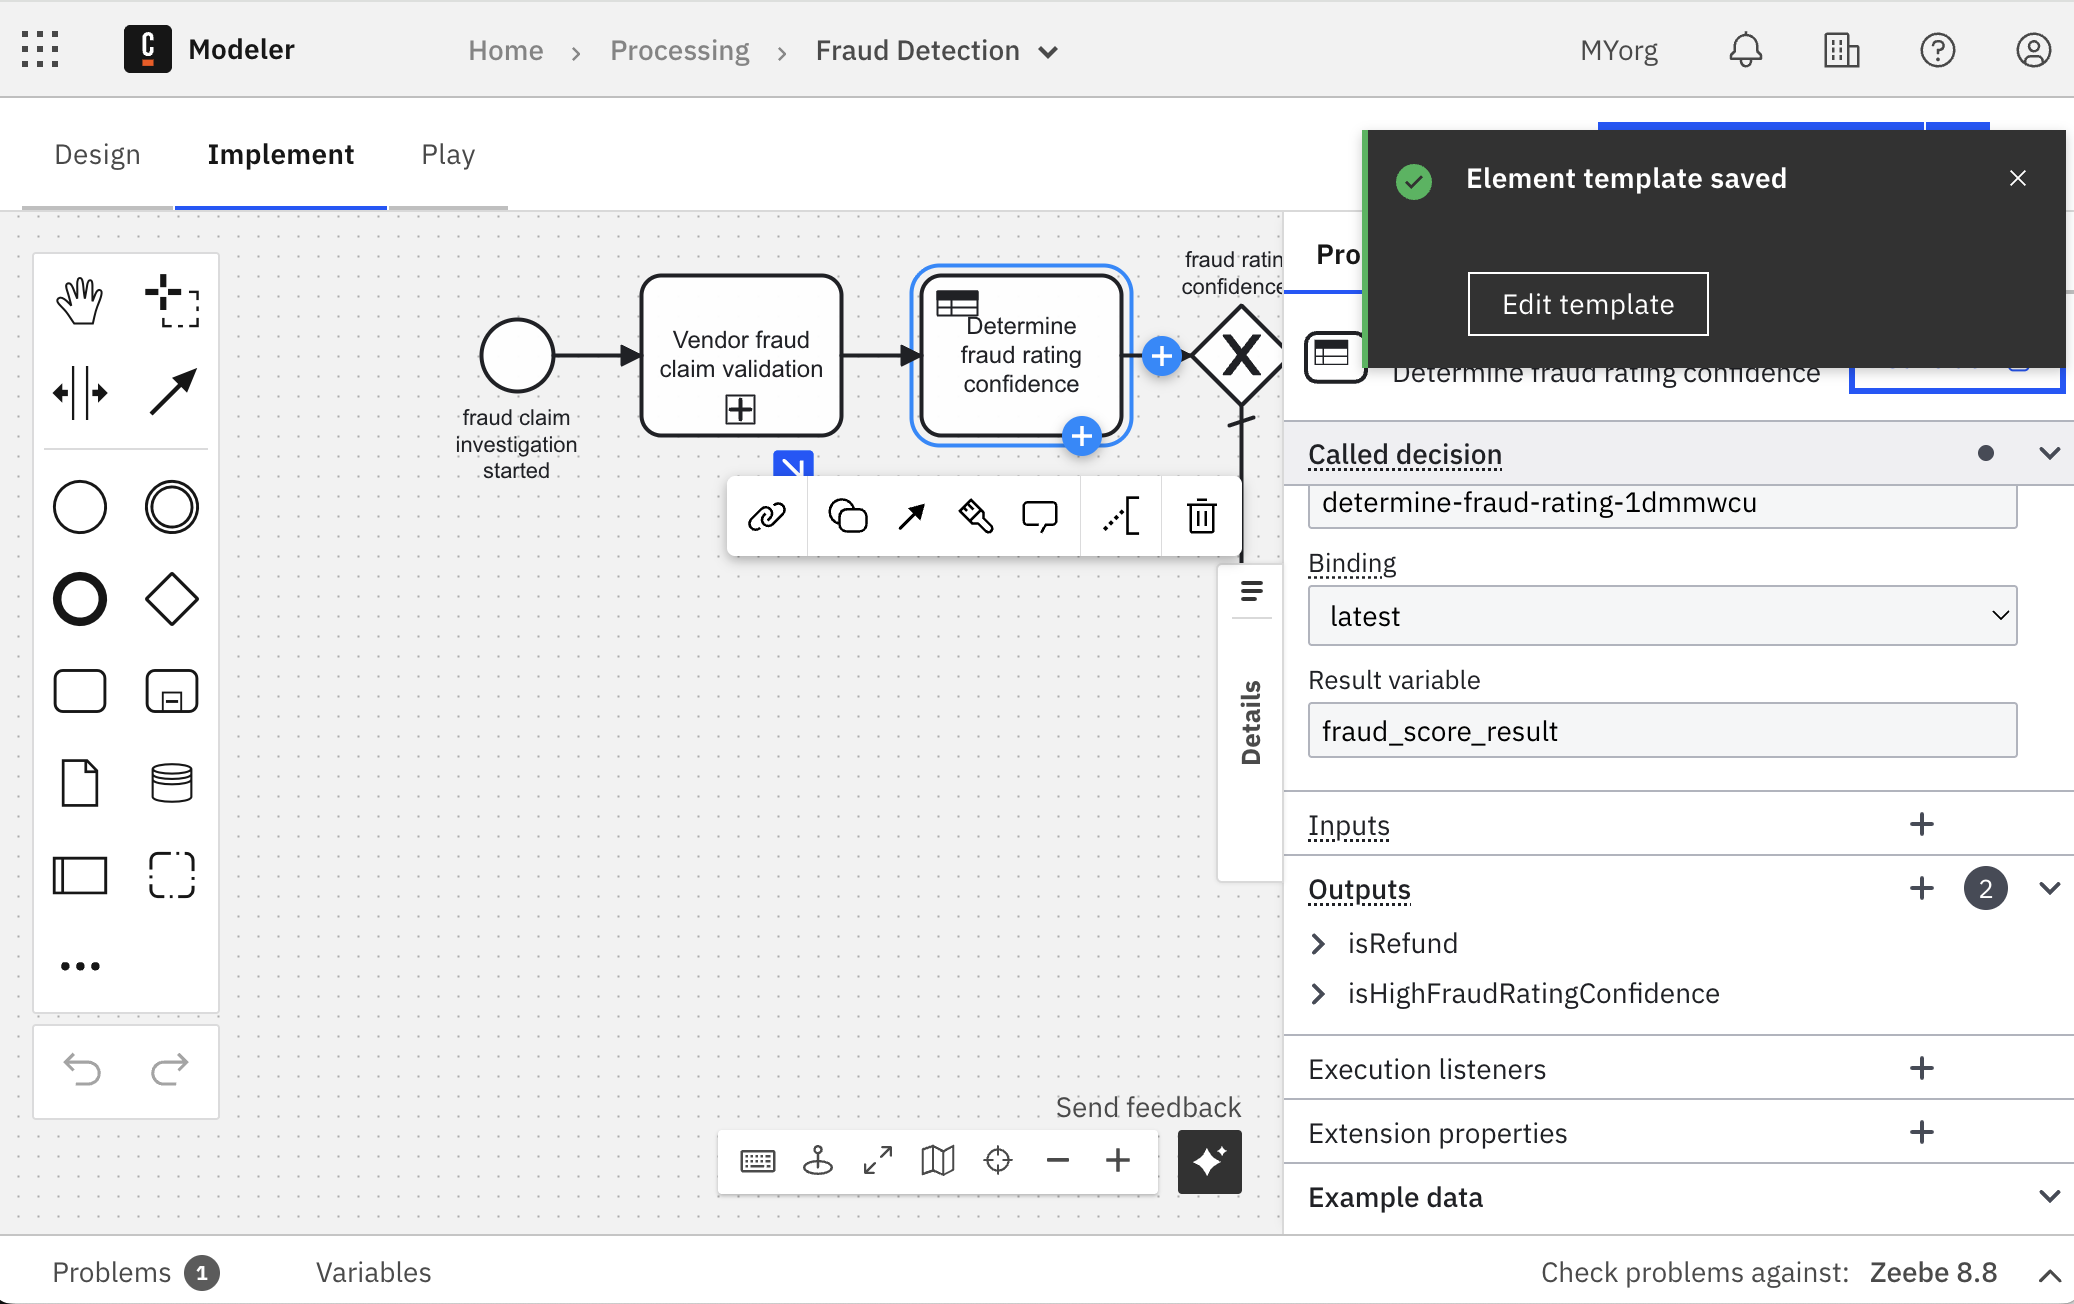 Modeler
Home
Processing
Fraud Detection
MYorg
Design
Implement
Play
Element template saved
Edit template
Pro
Determine fraud rating confidence
fraud claim
investigation
started
Vendor fraud
claim validation
Determine
fraud rating
confidence
fraud ratin
confidence
Called decision
determine-fraud-rating-1dmmwcu
Binding
latest
Result variable
fraud_score_result
Details
Inputs
Outputs
2
isRefund
isHighFraudRatingConfidence
Execution listeners
Extension properties
Example data
Send feedback
Problems 1
Variables
Check problems against: Zeebe 8.8